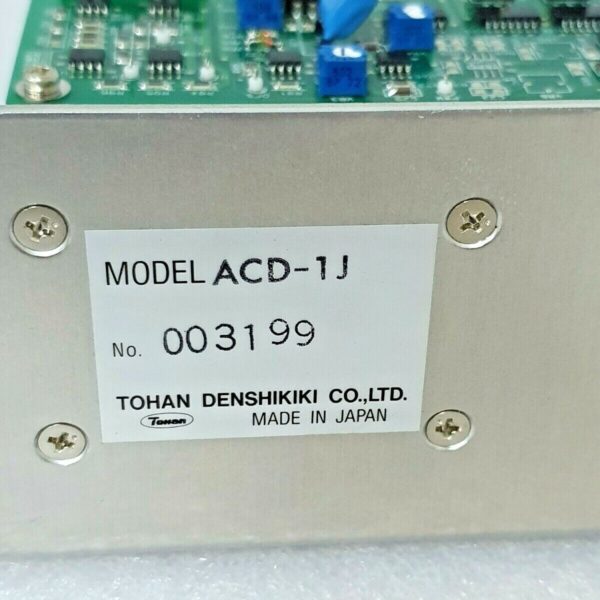 MODEL ACD-1J
No. 003199
TOHAN DENSHIKIKI CO.,LTD.
Tohan MADE IN JAPAN